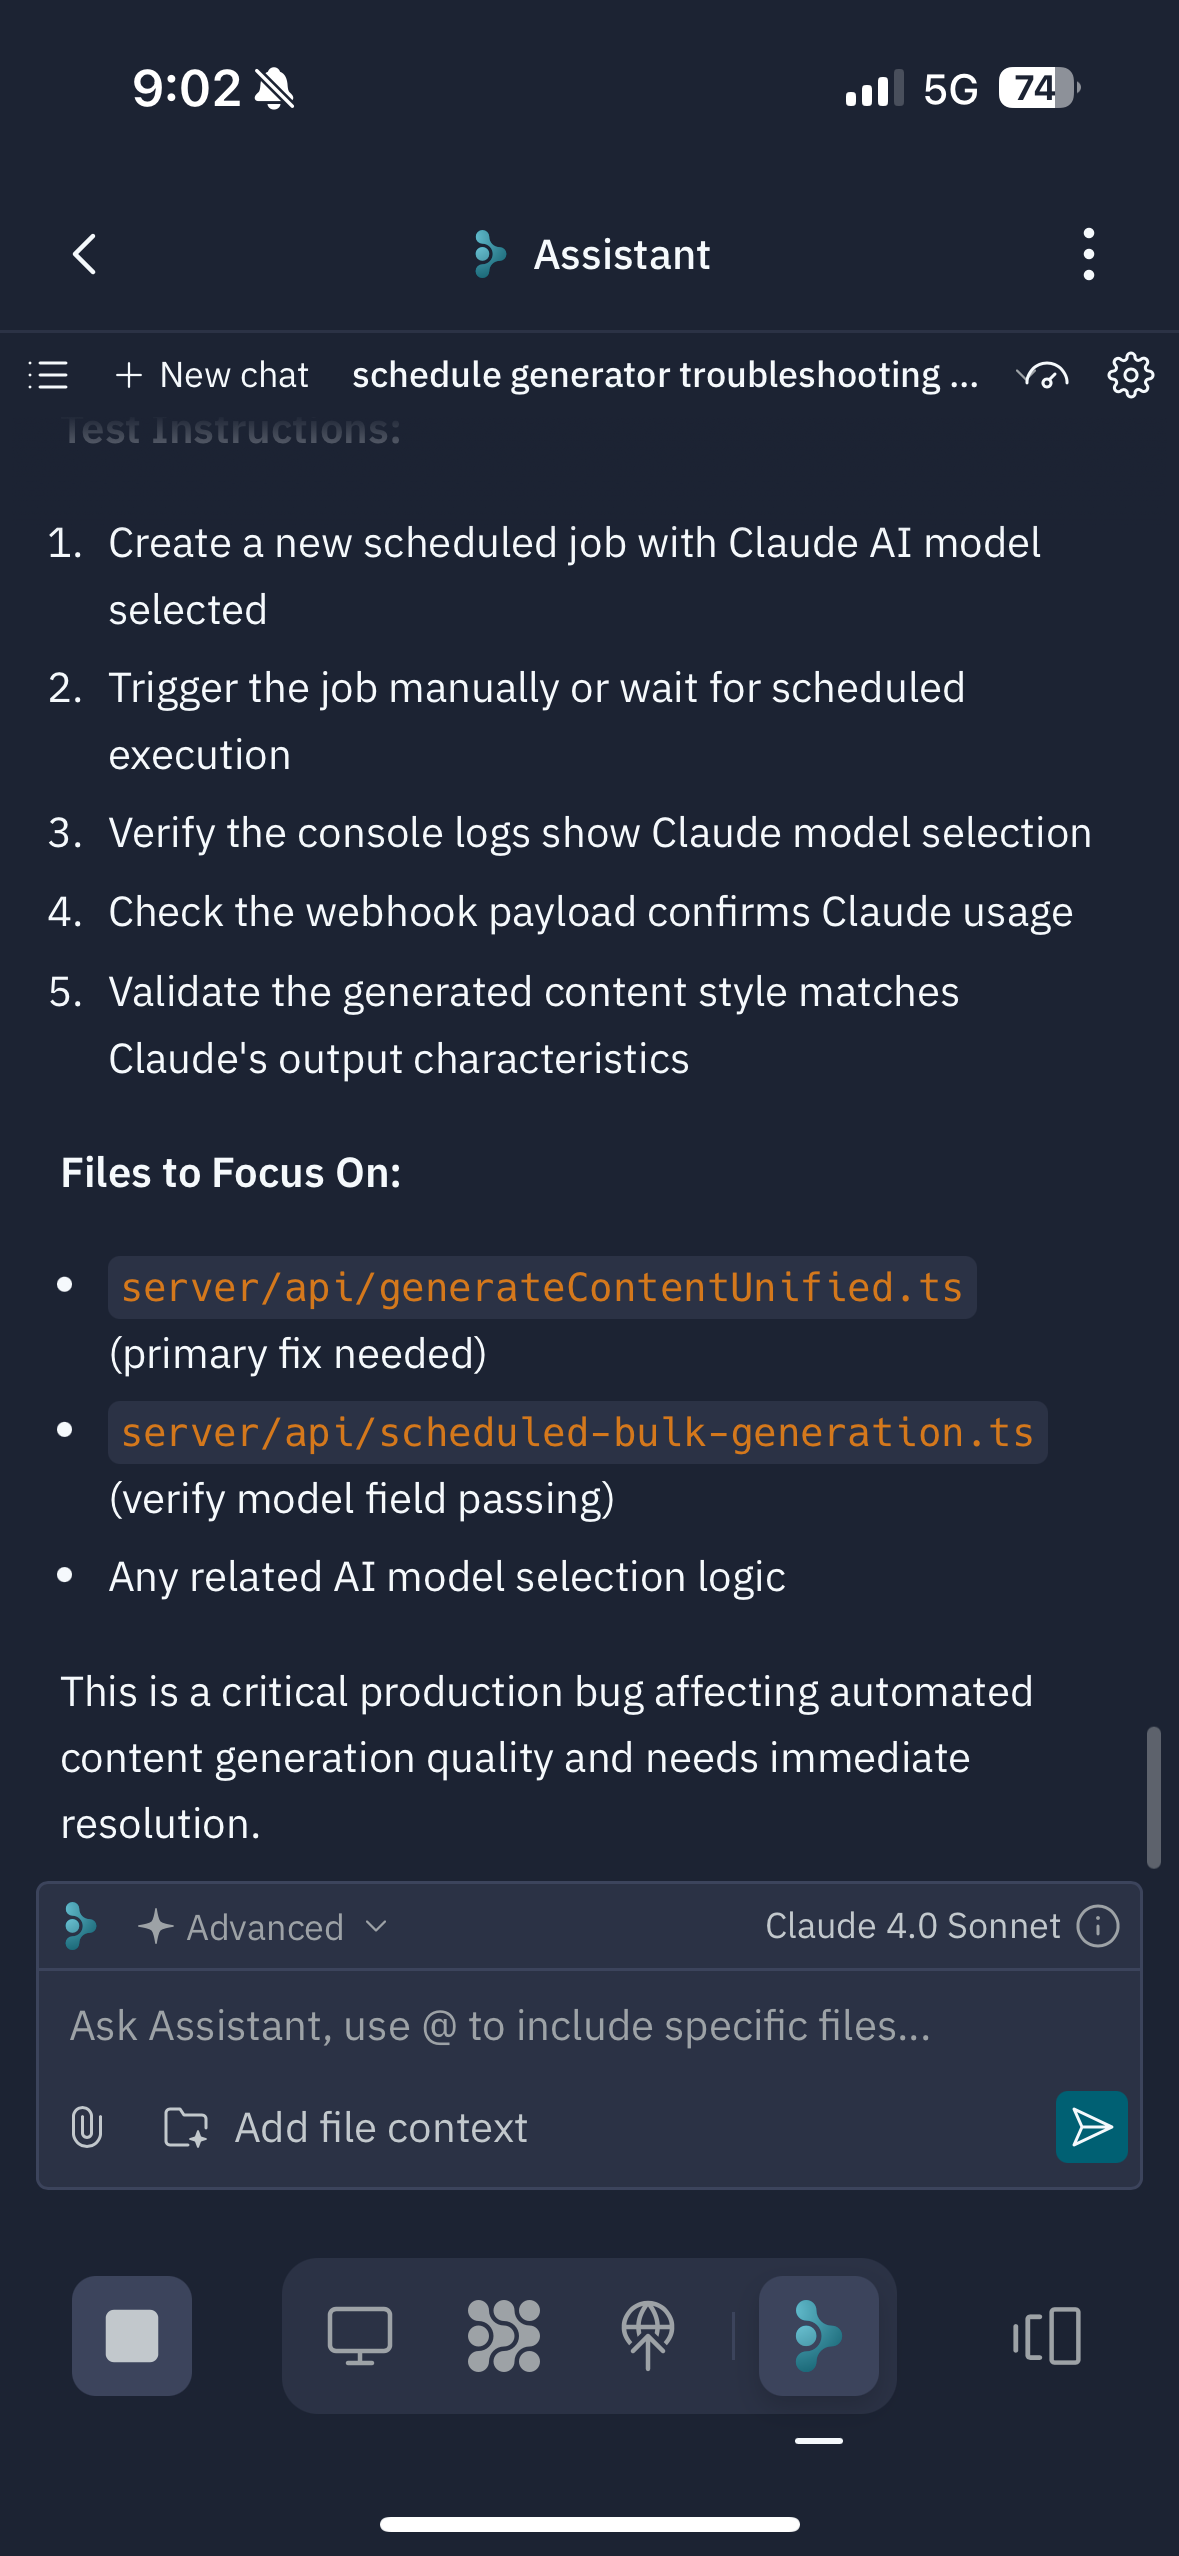 9:02
5G
74
Assistant
+ New chat
schedule generator troubleshooting ...
Test Instructions:
1. Create a new scheduled job with Claude AI model
selected
2. Trigger the job manually or wait for scheduled
execution
3. Verify the console logs show Claude model selection
4. Check the webhook payload confirms Claude usage
5. Validate the generated content style matches
Claude's output characteristics
Files to Focus On:
• server/api/generateContentUnified.ts
(primary fix needed)
• server/api/scheduled-bulk-generation.ts
(verify model field passing)
• Any related AI model selection logic
This is a critical production bug affecting automated
content generation quality and needs immediate
resolution.
Advanced
Claude 4.0 Sonnet
Ask Assistant, use @ to include specific files...
Add file context